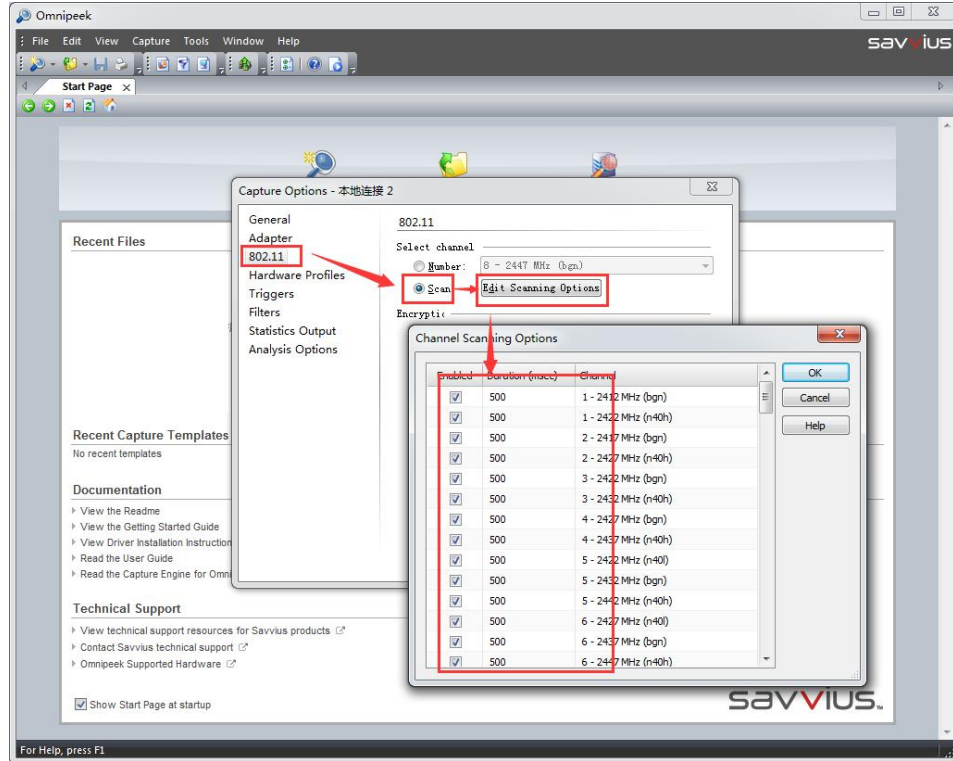 Omnipeek
File Edit View Capture Tools Window Help
savvius
Start Page
Capture Options - 本地连接 2
General
Adapter
802.11
Hardware Profiles
Triggers
Filters
Statistics Output
Analysis Options
802.11
Select channel
Number: 8 - 2447 MHz (bgn)
Scan Edit Scanning Options
Recent Files
Recent Capture Templates
No recent templates
Documentation
View the Readme
View the Getting Started Guide
View Driver Installation Instruction
Read the User Guide
Read the Capture Engine for Omni
Technical Support
View technical support resources for Savvius products
Contact Savvius technical support
Omnipeek Supported Hardware
Show Start Page at startup
Channel Scanning Options
Enabled Duration (msec) Channel
500 1 - 2412 MHz (bgn)
500 1 - 2422 MHz (n40h)
500 2 - 2417 MHz (bgn)
500 2 - 2427 MHz (n40h)
500 3 - 2422 MHz (bgn)
500 3 - 2432 MHz (n40h)
500 4 - 2427 MHz (bgn)
500 4 - 2437 MHz (n40h)
500 5 - 2422 MHz (n40l)
500 5 - 2432 MHz (bgn)
500 5 - 2442 MHz (n40h)
500 6 - 2427 MHz (n40l)
500 6 - 2437 MHz (bgn)
500 6 - 2447 MHz (n40h)
OK
Cancel
Help
savvius
For Help, press F1